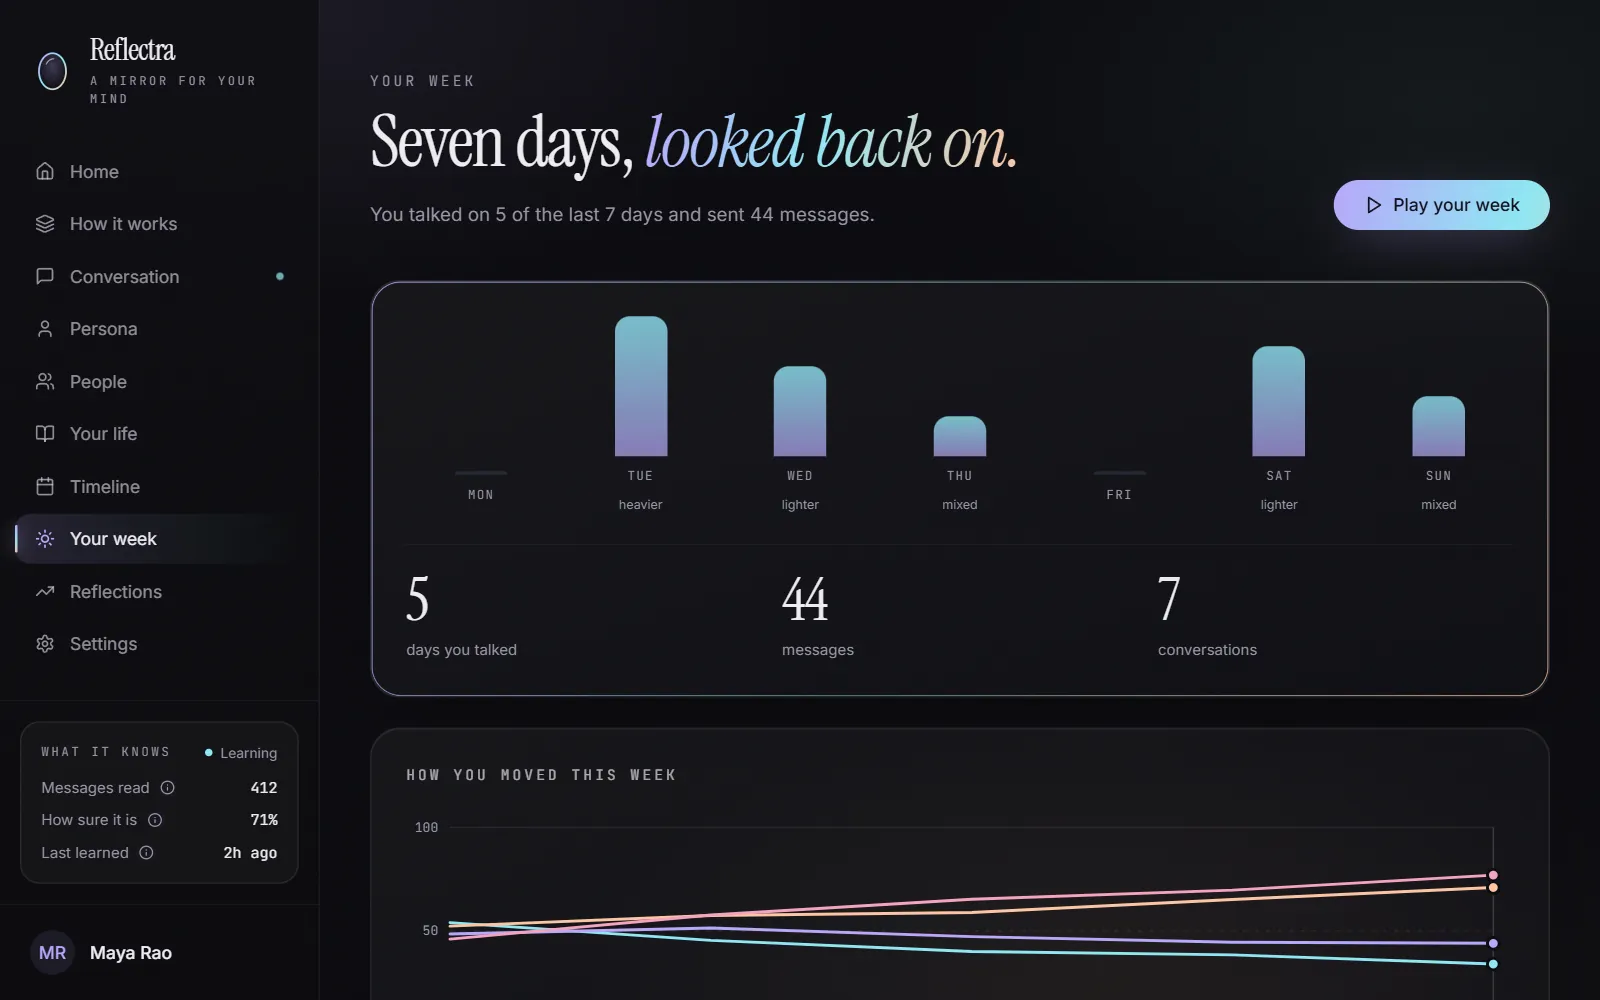 Reflectra
A MIRROR FOR YOUR
MIND
Home
How it works
Conversation
Persona
People
Your life
Timeline
Your week
Reflections
Settings
WHAT IT KNOWS
Learning
Messages read 412
How sure it is 71%
Last learned 2h ago
MR Maya Rao
YOUR WEEK
Seven days, looked back on.
You talked on 5 of the last 7 days and sent 44 messages.
Play your week
MON
TUE
heavier
WED
lighter
THU
mixed
FRI
SAT
lighter
SUN
mixed
5
days you talked
44
messages
7
conversations
HOW YOU MOVED THIS WEEK
100
50